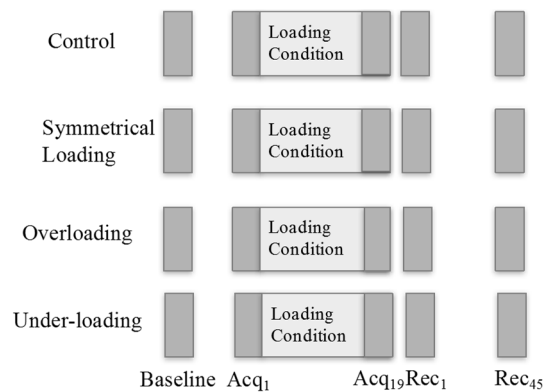 Control
Loading
Condition
Symmetrical
Loading
Loading
Condition
Overloading
Loading
Condition
Under-loading
Loading
Condition
Baseline Acq₁ Acq₁₉ Rec₁ Rec₄₅